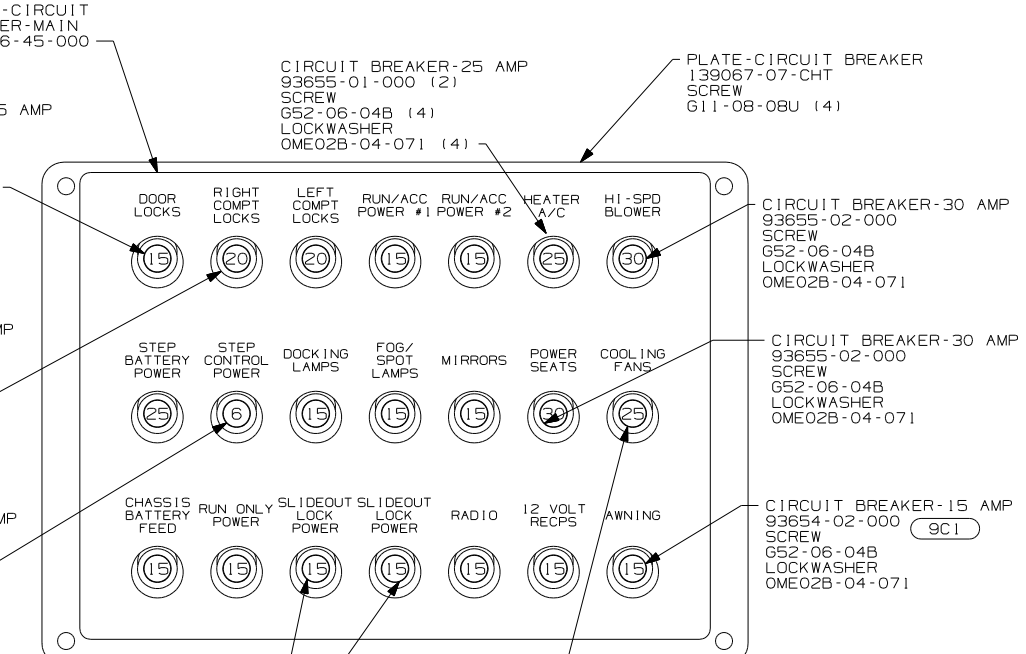 -CIRCUIT
ER-MAIN
6-45-000
CIRCUIT BREAKER-25 AMP
93655-01-000 (2)
SCREW
G52-06-04B (4)
LOCKWASHER
OME02B-04-071 (4)
PLATE-CIRCUIT BREAKER
139067-07-CHT
SCREW
G11-08-08U (4)
5 AMP
DOOR
LOCKS
RIGHT
COMPT
LOCKS
LEFT
COMPT
LOCKS
RUN/ACC
POWER #1
RUN/ACC
POWER #2
HEATER
A/C
HI-SPD
BLOWER
15
20
20
15
15
25
30
CIRCUIT BREAKER-30 AMP
93655-02-000
SCREW
G52-06-04B
LOCKWASHER
OME02B-04-071
MP
STEP
BATTERY
POWER
STEP
CONTROL
POWER
DOCKING
LAMPS
FOG/
SPOT
LAMPS
MIRRORS
POWER
SEATS
COOLING
FANS
25
6
15
15
15
30
25
CIRCUIT BREAKER-30 AMP
93655-02-000
SCREW
G52-06-04B
LOCKWASHER
OME02B-04-071
MP
CHASSIS
BATTERY
FEED
RUN ONLY
POWER
SLIDEOUT
LOCK
POWER
SLIDEOUT
LOCK
POWER
RADIO
12 VOLT
RECPS
AWNING
15
15
15
15
15
15
15
CIRCUIT BREAKER-15 AMP
93654-02-000
9C1
SCREW
G52-06-04B
LOCKWASHER
OME02B-04-071